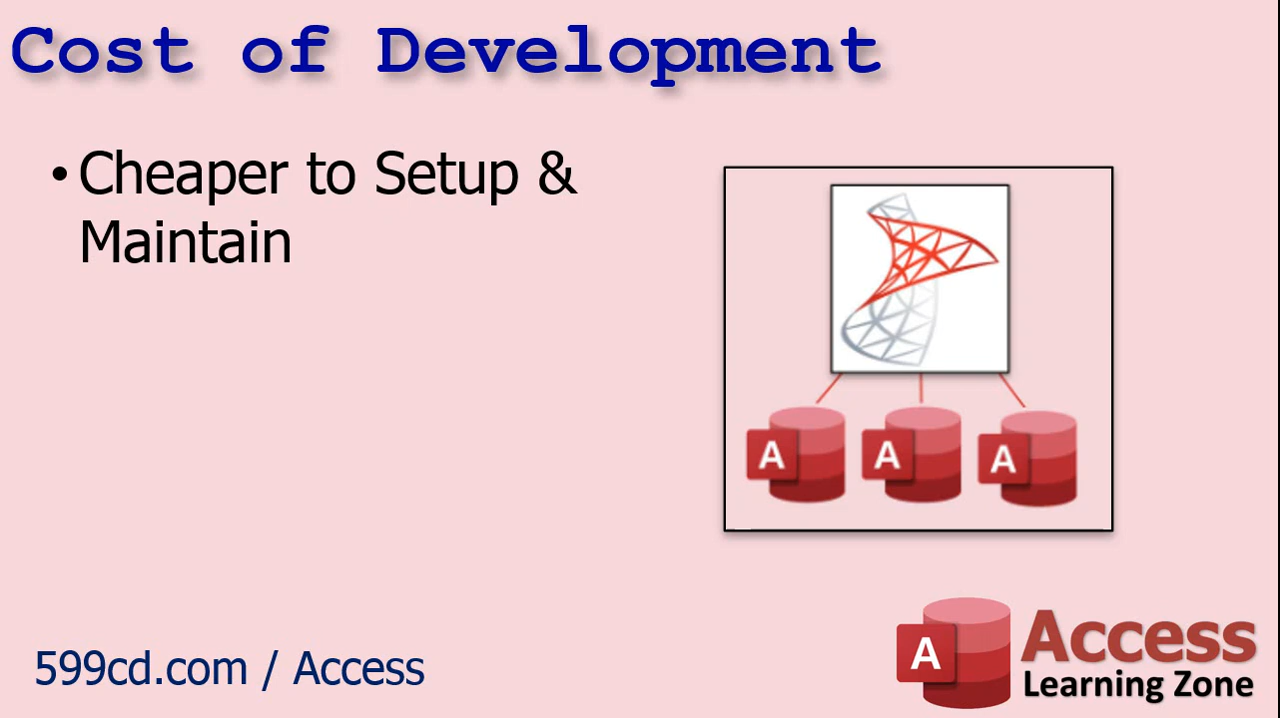 Cost of Development
• Cheaper to Setup &
Maintain
A A A
599cd.com / Access
A Access
Learning Zone